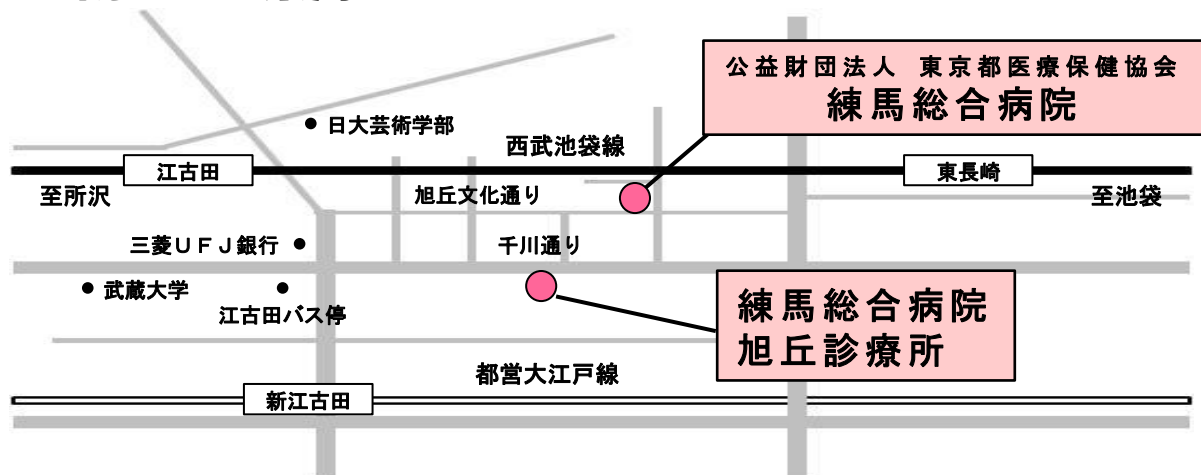 公益財団法人 東京都医療保健協会
練馬総合病院
日大芸術学部
西武池袋線
江古田
東長崎
至所沢
旭丘文化通り
至池袋
三菱ＵＦＪ銀行
千川通り
武蔵大学
江古田バス停
練馬総合病院
旭丘診療所
都営大江戸線
新江古田